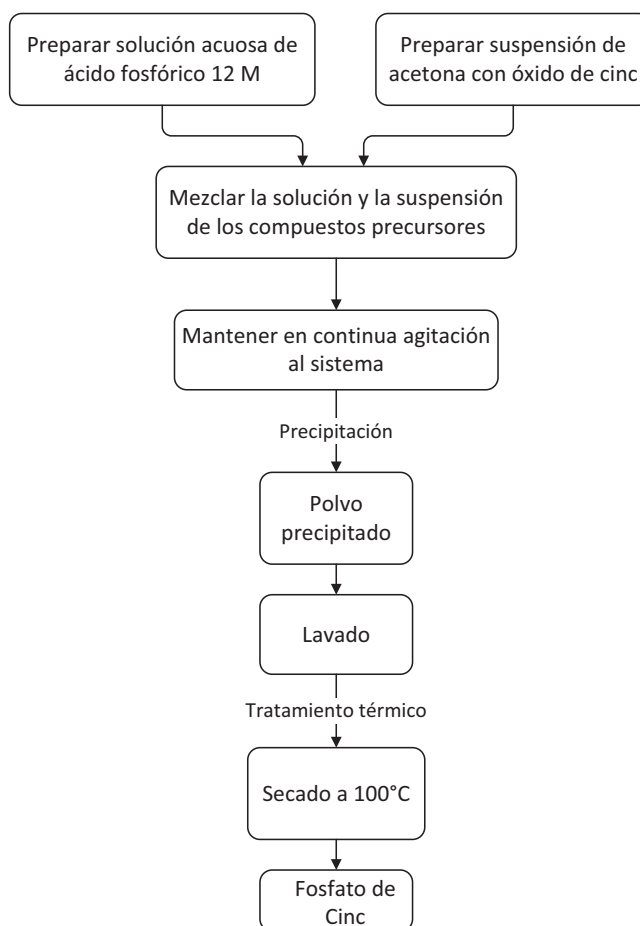 Preparar solución acuosa de
ácido fosfórico 12 M
Preparar suspensión de
acetona con óxido de cinc
Mezclar la solución y la suspensión
de los compuestos precursores
Mantener en continua agitación
al sistema
Precipitación
Polvo
precipitado
Lavado
Tratamiento térmico
Secado a 100°C
Fosfato de
Cinc